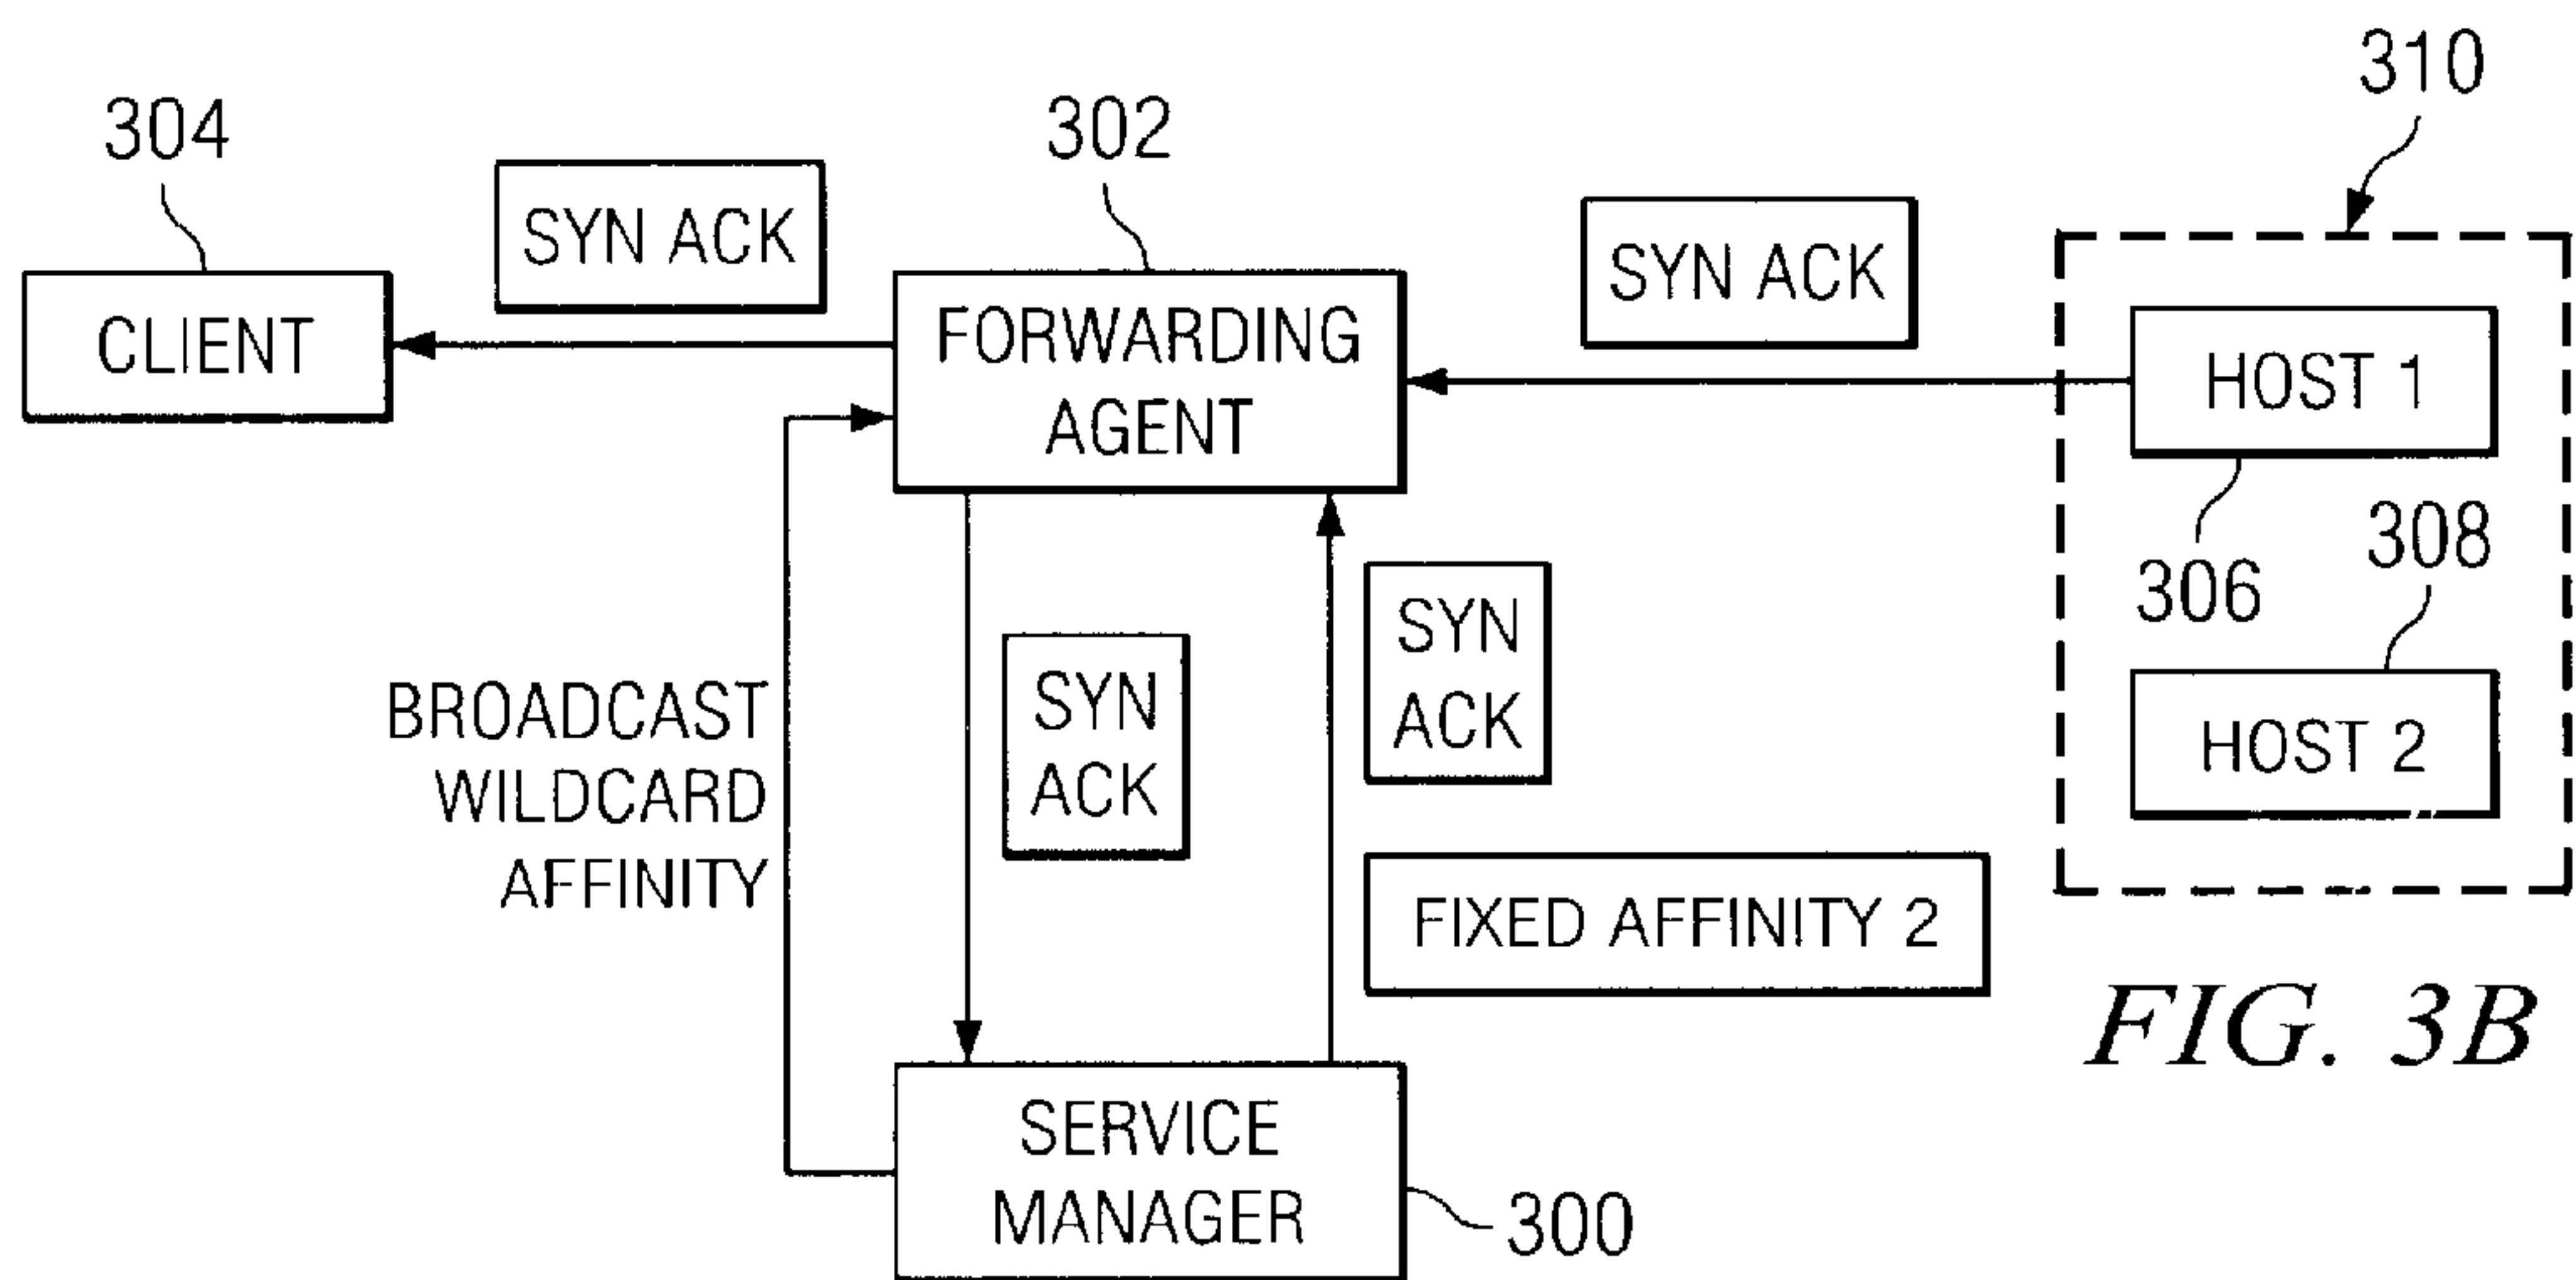 310
304
302
SYN ACK
SYN ACK
CLIENT
FORWARDING
AGENT
HOST 1
306
308
SYN
ACK
SYN
ACK
BROADCAST
WILDCARD
AFFINITY
HOST 2
FIXED AFFINITY 2
FIG. 3B
SERVICE
MANAGER
300